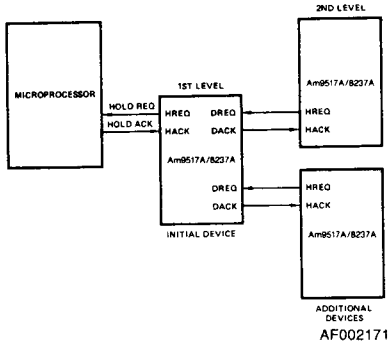 2ND LEVEL
MICROPROCESSOR
HOLD REQ
HOLD ACK
1ST LEVEL
HREQ DREQ
HACK DACK
Am9517A/8237A
DREQ
DACK
INITIAL DEVICE
HREQ
HACK
Am9517A/8237A
HREQ
HACK
Am9517A/8237A
ADDITIONAL
DEVICES
AF002171